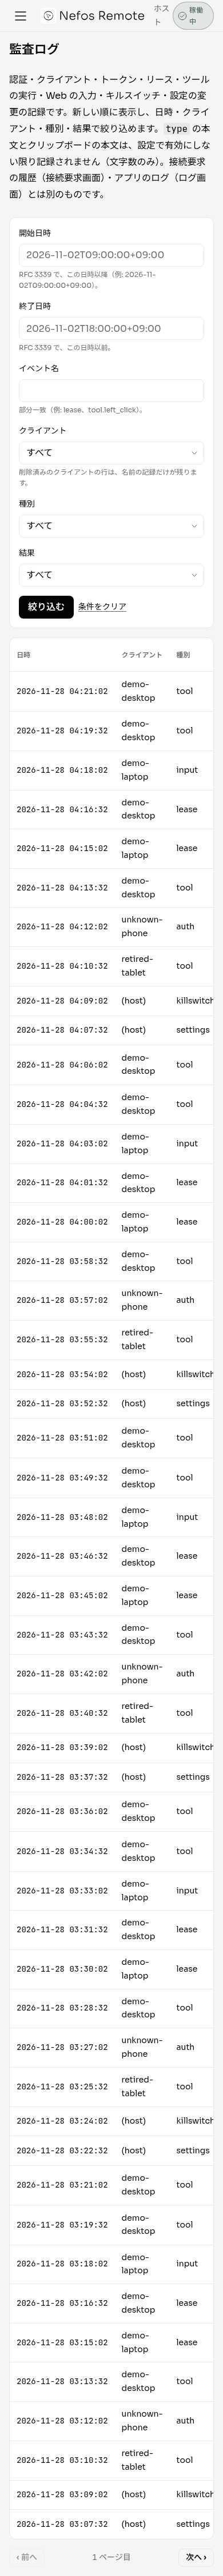 Nefos Remote
ホスト
稼働中
監査ログ
認証・クライアント・トークン・リース・ツール
の実行・Web の入力・キルスイッチ・設定の変
更の記録です。新しい順に表示し、日時・クライ
アント・種別・結果で絞り込めます。type の本
文とクリップボードの本文は、設定で有効にしな
い限り記録されません（文字数のみ）。接続要求
の履歴（接続要求画面）・アプリのログ（ログ画
面）とは別のものです。
開始日時
2026-11-02T09:00:00+09:00
RFC 3339 で、この日時以降（例: 2026-11-
02T09:00:00+09:00）。
終了日時
2026-11-02T18:00:00+09:00
RFC 3339 で、この日時以前。
イベント名
部分一致（例: lease、tool.left_click）。
クライアント
すべて
削除済みのクライアントの行は、名前の記録だけが残りま
す。
種別
すべて
結果
すべて
絞り込む 条件をクリア
日時 クライアント 種別
2026-11-28 04:21:02 demo-desktop tool
2026-11-28 04:19:32 demo-desktop tool
2026-11-28 04:18:02 demo-laptop input
2026-11-28 04:16:32 demo-desktop lease
2026-11-28 04:15:02 demo-laptop lease
2026-11-28 04:13:32 demo-desktop tool
2026-11-28 04:12:02 unknown-phone auth
2026-11-28 04:10:32 retired-tablet tool
2026-11-28 04:09:02 (host) killswitch
2026-11-28 04:07:32 (host) settings
2026-11-28 04:06:02 demo-desktop tool
2026-11-28 04:04:32 demo-desktop tool
2026-11-28 04:03:02 demo-laptop input
2026-11-28 04:01:32 demo-desktop lease
2026-11-28 04:00:02 demo-laptop lease
2026-11-28 03:58:32 demo-desktop tool
2026-11-28 03:57:02 unknown-phone auth
2026-11-28 03:55:32 retired-tablet tool
2026-11-28 03:54:02 (host) killswitch
2026-11-28 03:52:32 (host) settings
2026-11-28 03:51:02 demo-desktop tool
2026-11-28 03:49:32 demo-desktop tool
2026-11-28 03:48:02 demo-laptop input
2026-11-28 03:46:32 demo-desktop lease
2026-11-28 03:45:02 demo-laptop lease
2026-11-28 03:43:32 demo-desktop tool
2026-11-28 03:42:02 unknown-phone auth
2026-11-28 03:40:32 retired-tablet tool
2026-11-28 03:39:02 (host) killswitch
2026-11-28 03:37:32 (host) settings
2026-11-28 03:36:02 demo-desktop tool
2026-11-28 03:34:32 demo-desktop tool
2026-11-28 03:33:02 demo-laptop input
2026-11-28 03:31:32 demo-desktop lease
2026-11-28 03:30:02 demo-laptop lease
2026-11-28 03:28:32 demo-desktop tool
2026-11-28 03:27:02 unknown-phone auth
2026-11-28 03:25:32 retired-tablet tool
2026-11-28 03:24:02 (host) killswitch
2026-11-28 03:22:32 (host) settings
2026-11-28 03:21:02 demo-desktop tool
2026-11-28 03:19:32 demo-desktop tool
2026-11-28 03:18:02 demo-laptop input
2026-11-28 03:16:32 demo-desktop lease
2026-11-28 03:15:02 demo-laptop lease
2026-11-28 03:13:32 demo-desktop tool
2026-11-28 03:12:02 unknown-phone auth
2026-11-28 03:10:32 retired-tablet tool
2026-11-28 03:09:02 (host) killswitch
2026-11-28 03:07:32 (host) settings
‹ 前へ 1 ページ目 次へ ›